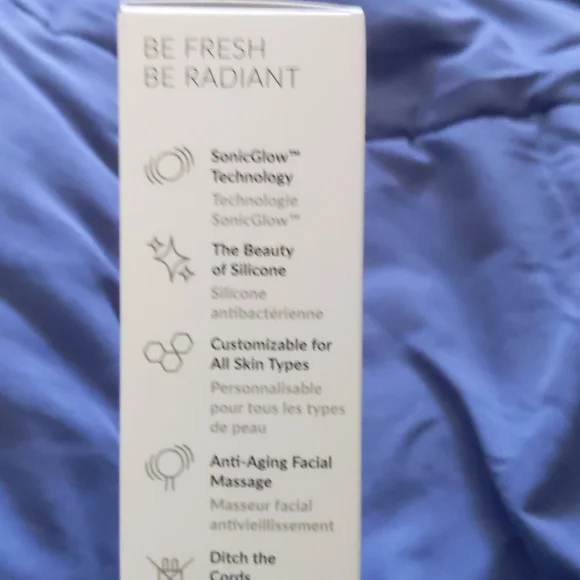 BE FRESH
BE RADIANT
SonicGlow™
Technology
Technologie
SonicGlow™
The Beauty
of Silicone
Silicone
antibactérienne
Customizable for
All Skin Types
Personnalisable
pour tous les types
de peau
Anti-Aging Facial
Massage
Masseur facial
antivieillissement
Ditch the
Cords